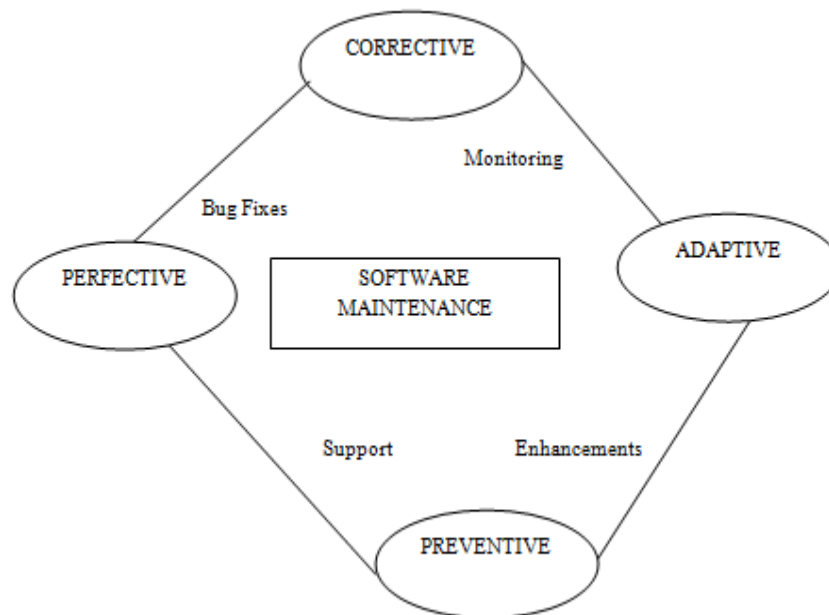 CORRECTIVE
Monitoring
Bug Fixes
ADAPTIVE
PERFECTIVE
SOFTWARE
MAINTENANCE
Support
Enhancements
PREVENTIVE